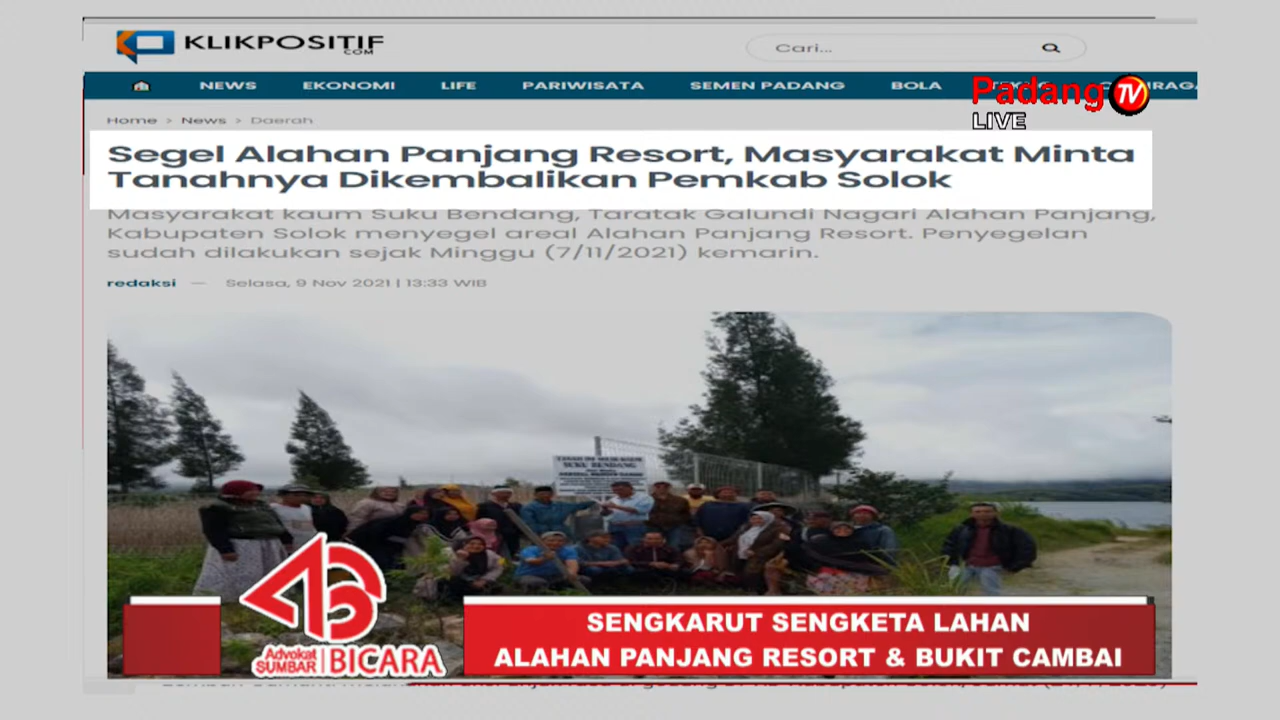 KLIKPOSITIF
.COM
Cari...
NEWS EKONOMI LIFE PARIWISATA SEMEN PADANG BOLA
Padang TV
LIVE
Home > News > Daerah
Segel Alahan Panjang Resort, Masyarakat Minta
Tanahnya Dikembalikan Pemkab Solok
Masyarakat kaum Suku Bendang, Taratak Galundi Nagari Alahan Panjang,
Kabupaten Solok menyegel areal Alahan Panjang Resort. Penyegelan
sudah dilakukan sejak Minggu (7/11/2021) kemarin.
redaksi — Selasa, 9 Nov 2021 | 13:33 WIB
SUKU BENDANG
Advokat
SUMBAR | BICARA
SENGKARUT SENGKETA LAHAN
ALAHAN PANJANG RESORT & BUKIT CAMBAI